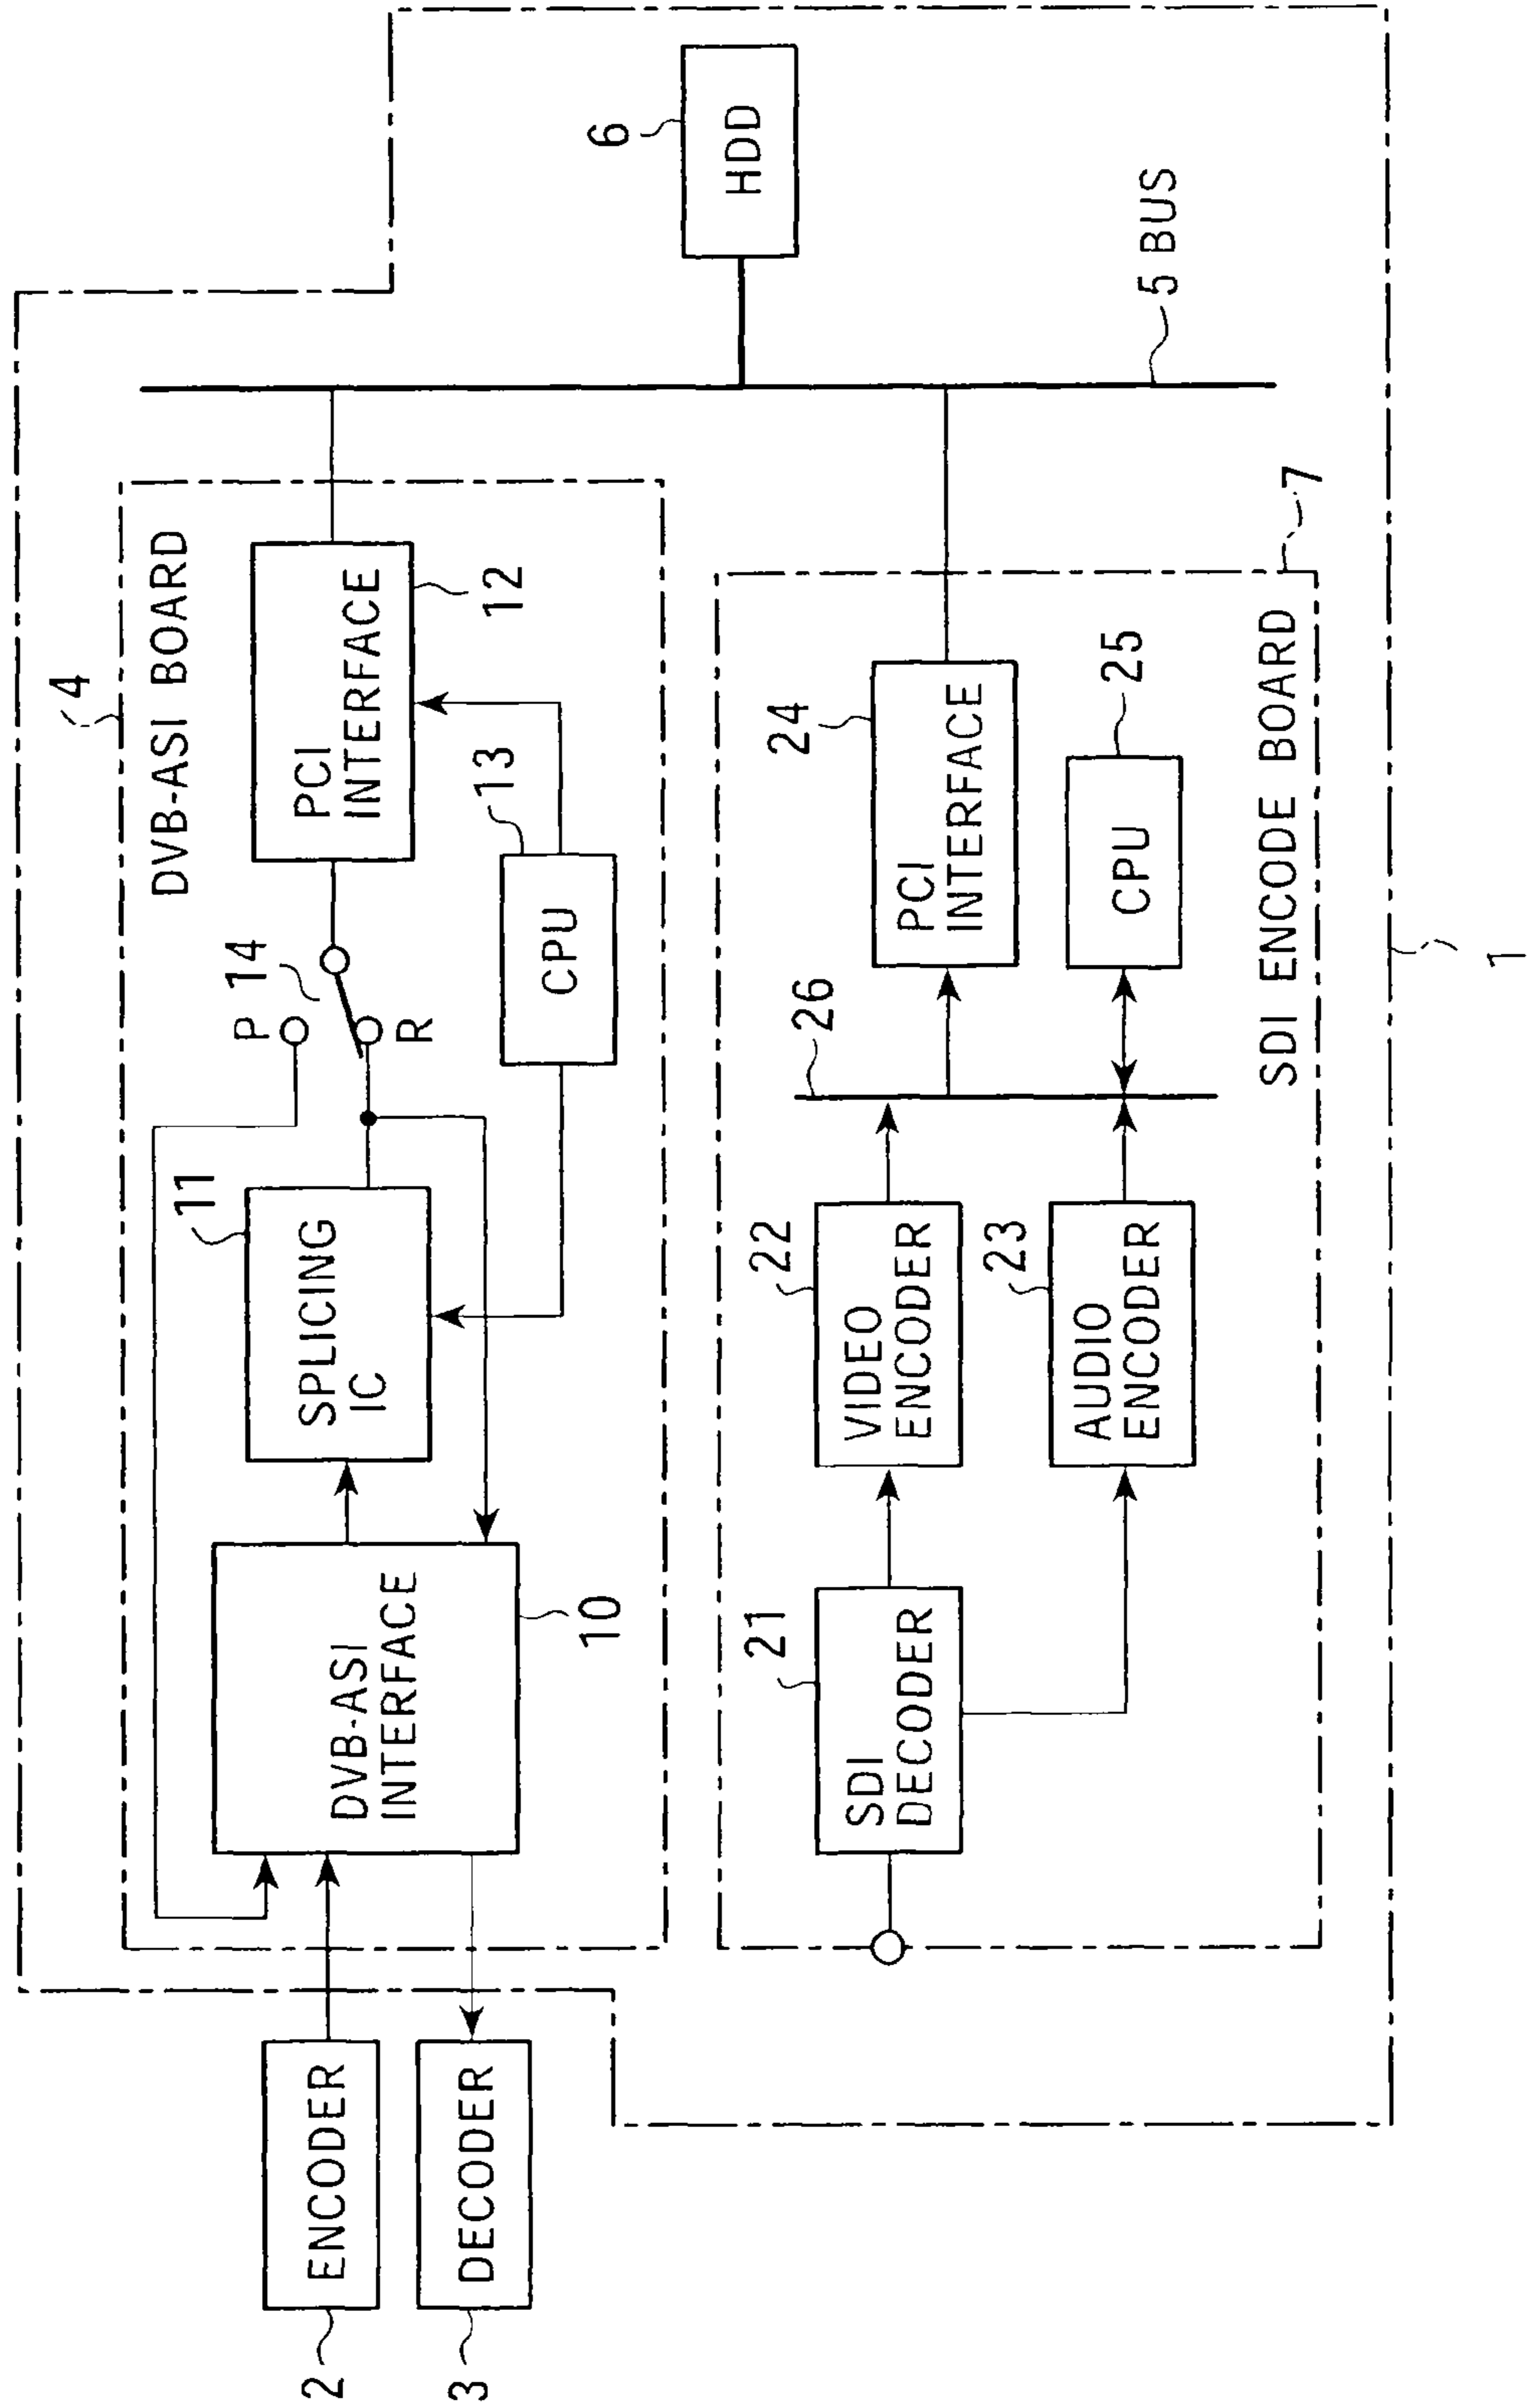 4
DVB-ASI BOARD
2
ENCODER
3
DECODER
DVB-ASI
INTERFACE
10
11
SPLICING
IC
P
14
R
PCI
INTERFACE
12
13
CPU
6
HDD
5 BUS
21
SDI
DECODER
22
VIDEO
ENCODER
23
AUDIO
ENCODER
26
24
PCI
INTERFACE
25
CPU
SDI ENCODE BOARD
7
1